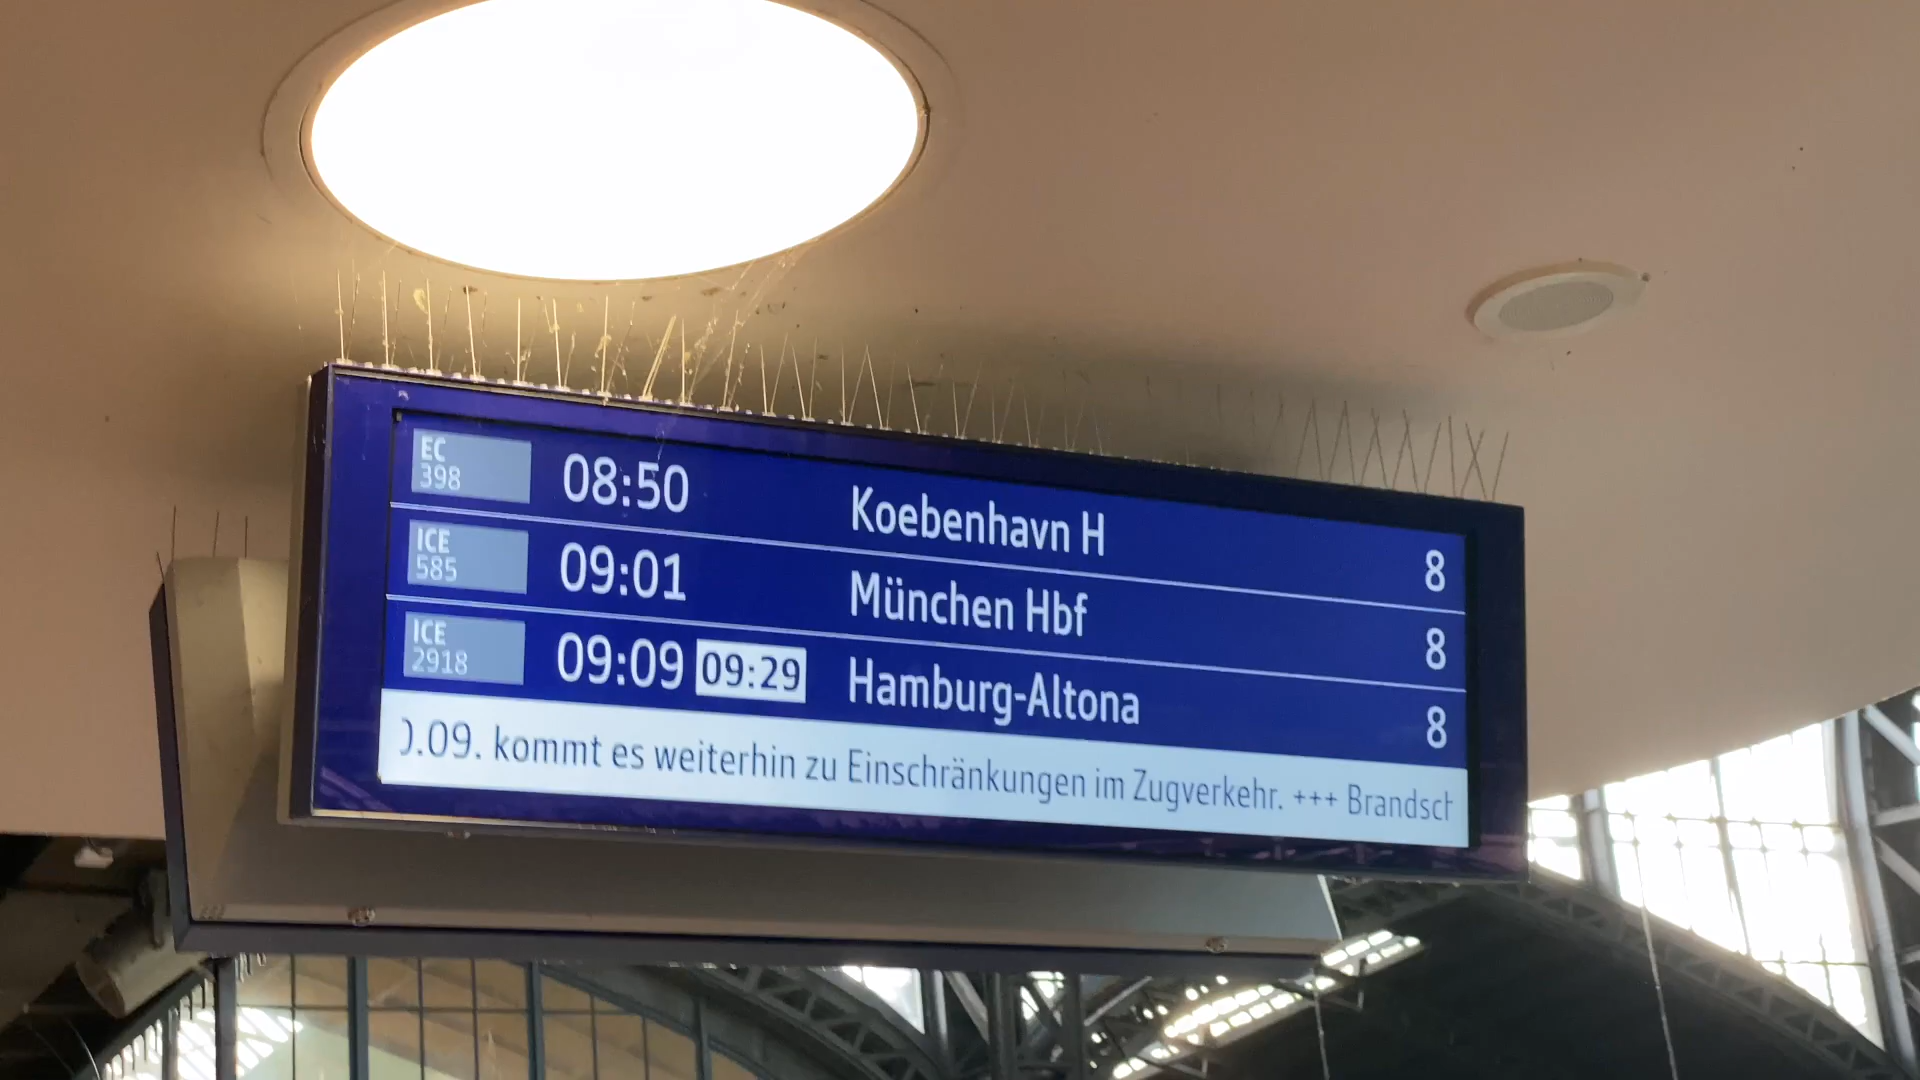 EC
398
08:50
Koebenhavn H
8
ICE
585
09:01
München Hbf
8
ICE
2918
09:09 09:29
Hamburg-Altona
8
.09. kommt es weiterhin zu Einschränkungen im Zugverkehr. +++